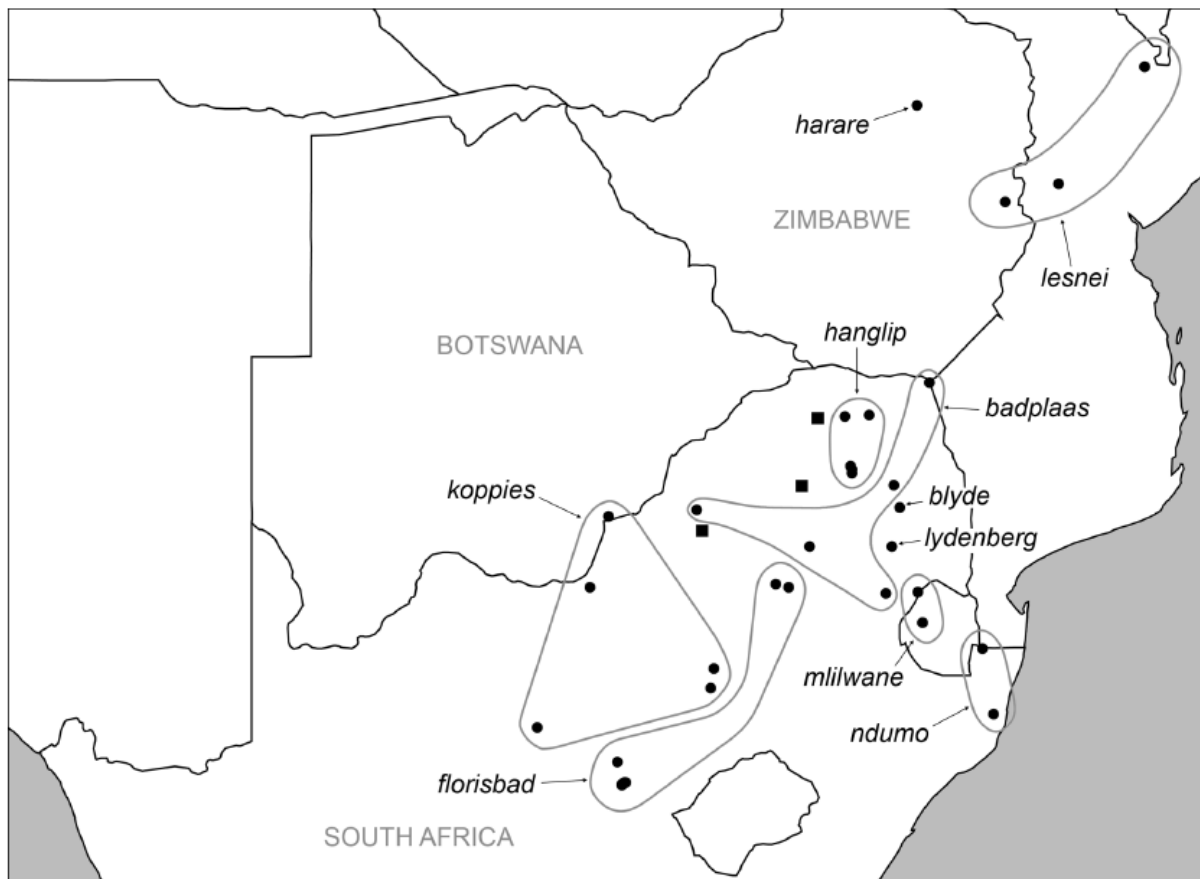 harare
ZIMBABWE
lesnei
hanglip
BOTSWANA
badplaas
koppies
blyde
lydenberg
mlilwane
ndumo
florisbad
SOUTH AFRICA